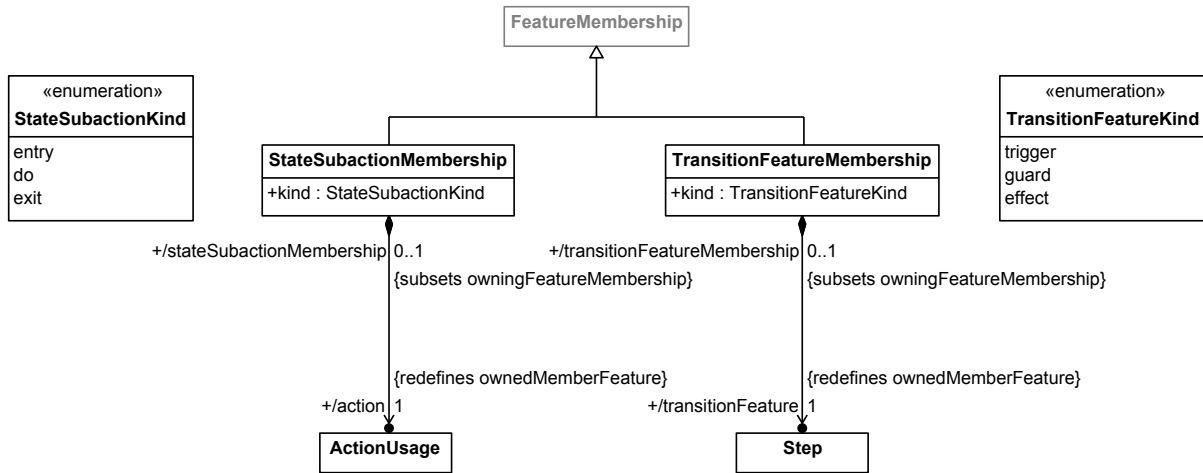 FeatureMembership
«enumeration»
StateSubactionKind
entry
do
exit
«enumeration»
TransitionFeatureKind
trigger
guard
effect
StateSubactionMembership
+kind : StateSubactionKind
TransitionFeatureMembership
+kind : TransitionFeatureKind
+/stateSubactionMembership 0..1
{subsets owningFeatureMembership}
+/transitionFeatureMembership 0..1
{subsets owningFeatureMembership}
{redefines ownedMemberFeature}
+/action 1
{redefines ownedMemberFeature}
+/transitionFeature 1
ActionUsage
Step